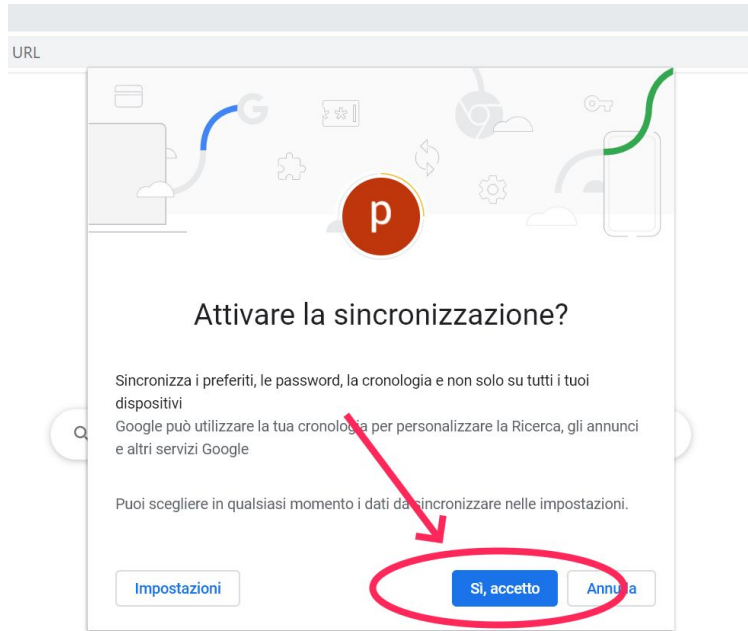 URL
G
p
Attivare la sincronizzazione?
Sincronizza i preferiti, le password, la cronologia e non solo su tutti i tuoi
dispositivi
Google può utilizzare la tua cronologia per personalizzare la Ricerca, gli annunci
e altri servizi Google
Puoi scegliere in qualsiasi momento i dati da sincronizzare nelle impostazioni.
Impostazioni
Sì, accetto
Annulla